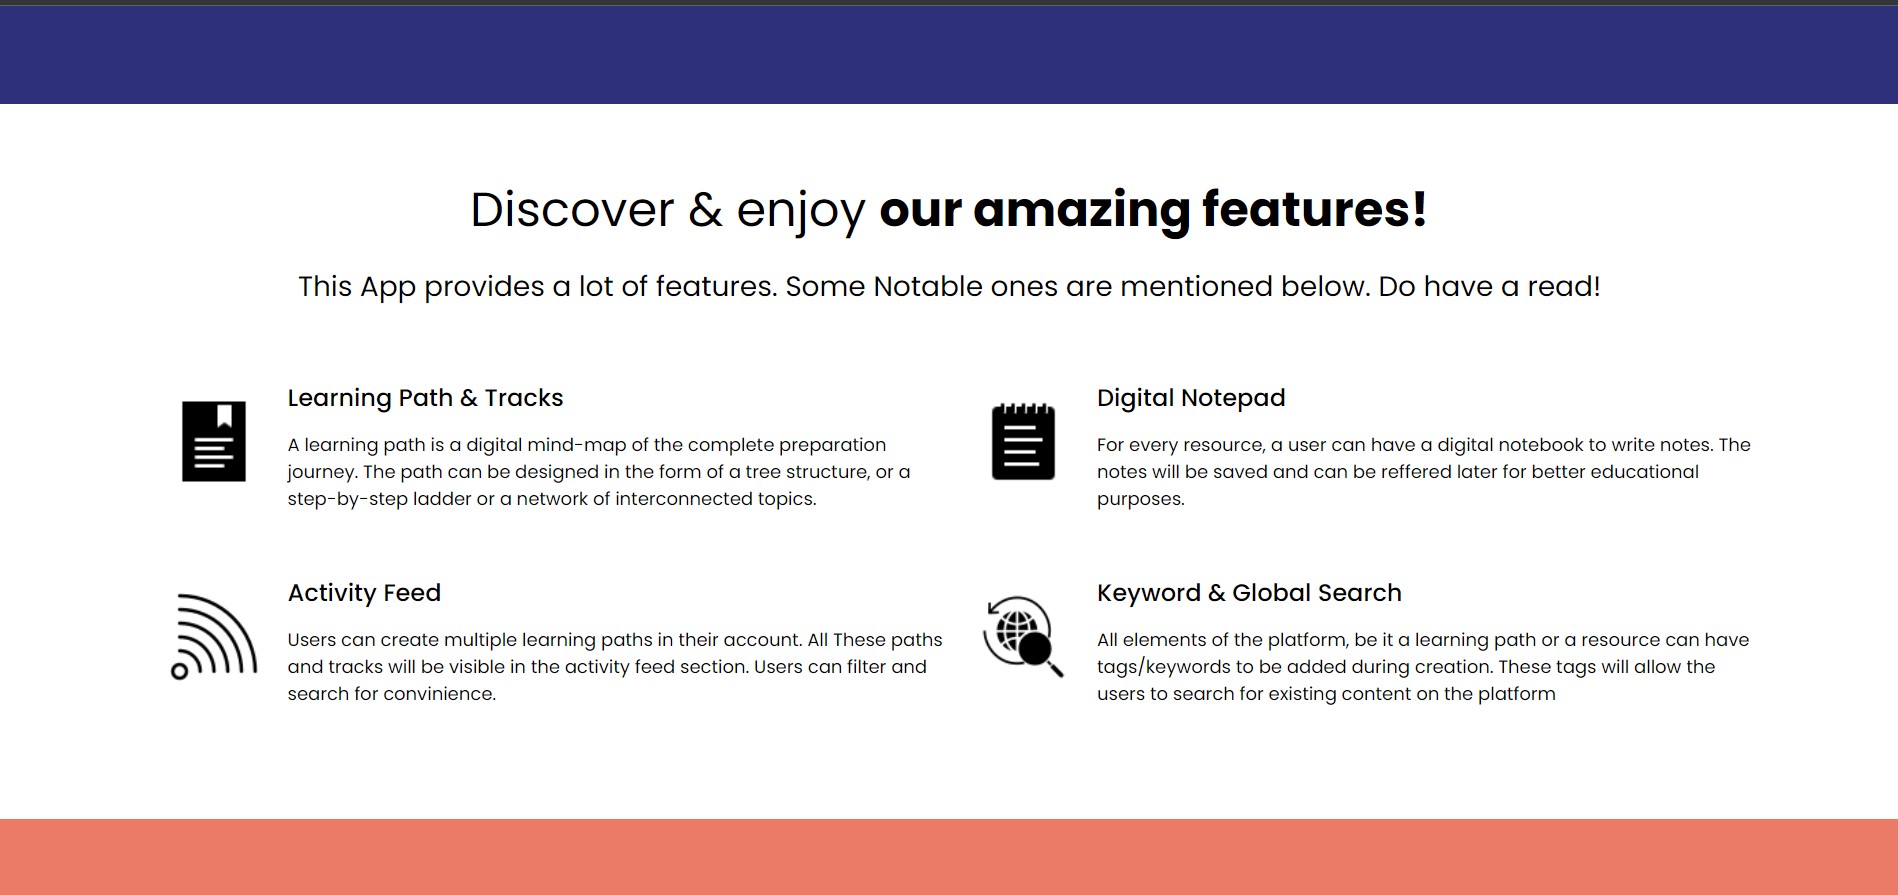 Discover & enjoy our amazing features!
This App provides a lot of features. Some Notable ones are mentioned below. Do have a read!
Learning Path & Tracks
A learning path is a digital mind-map of the complete preparation
journey. The path can be designed in the form of a tree structure, or a
step-by-step ladder or a network of interconnected topics.
Digital Notepad
For every resource, a user can have a digital notebook to write notes. The
notes will be saved and can be reffered later for better educational
purposes.
Activity Feed
Users can create multiple learning paths in their account. All These paths
and tracks will be visible in the activity feed section. Users can filter and
search for convinience.
Keyword & Global Search
All elements of the platform, be it a learning path or a resource can have
tags/keywords to be added during creation. These tags will allow the
users to search for existing content on the platform